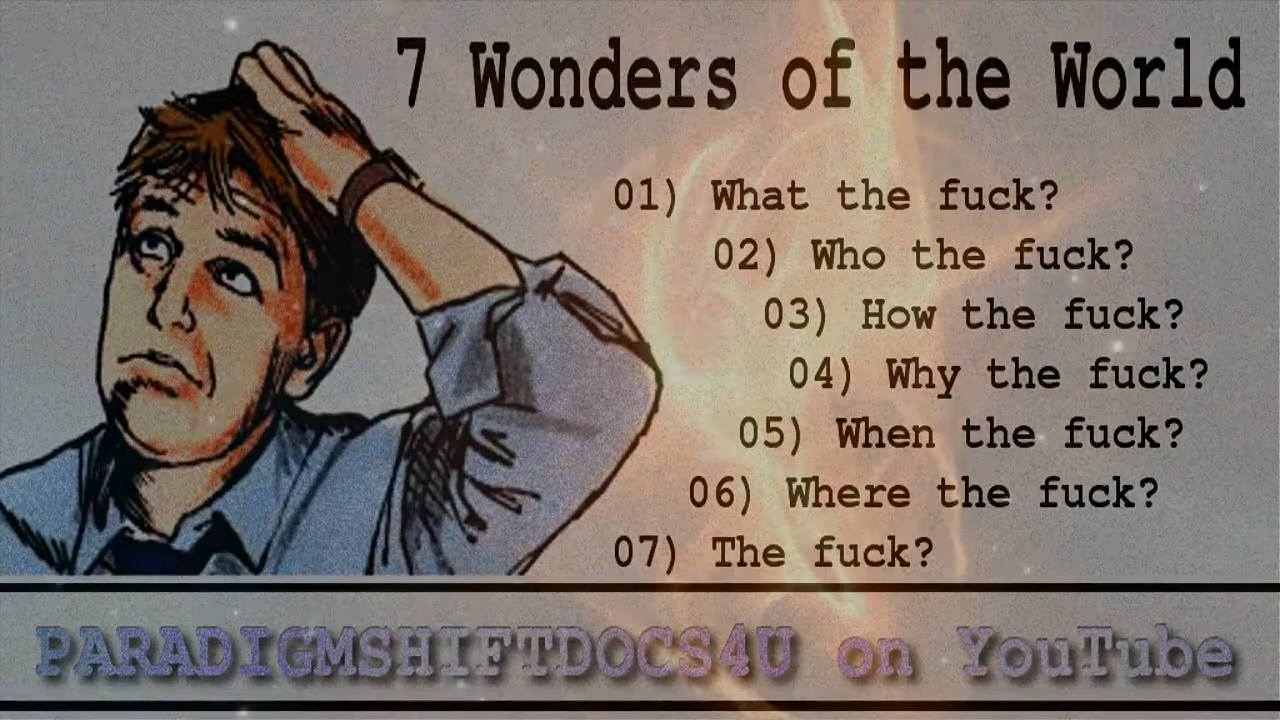 7 Wonders of the World
01) What the fuck?
02) Who the fuck?
03) How the fuck?
04) Why the fuck?
05) When the fuck?
06) Where the fuck?
07) The fuck?
PARADIGMSHIFTDOCS4U on YouTube